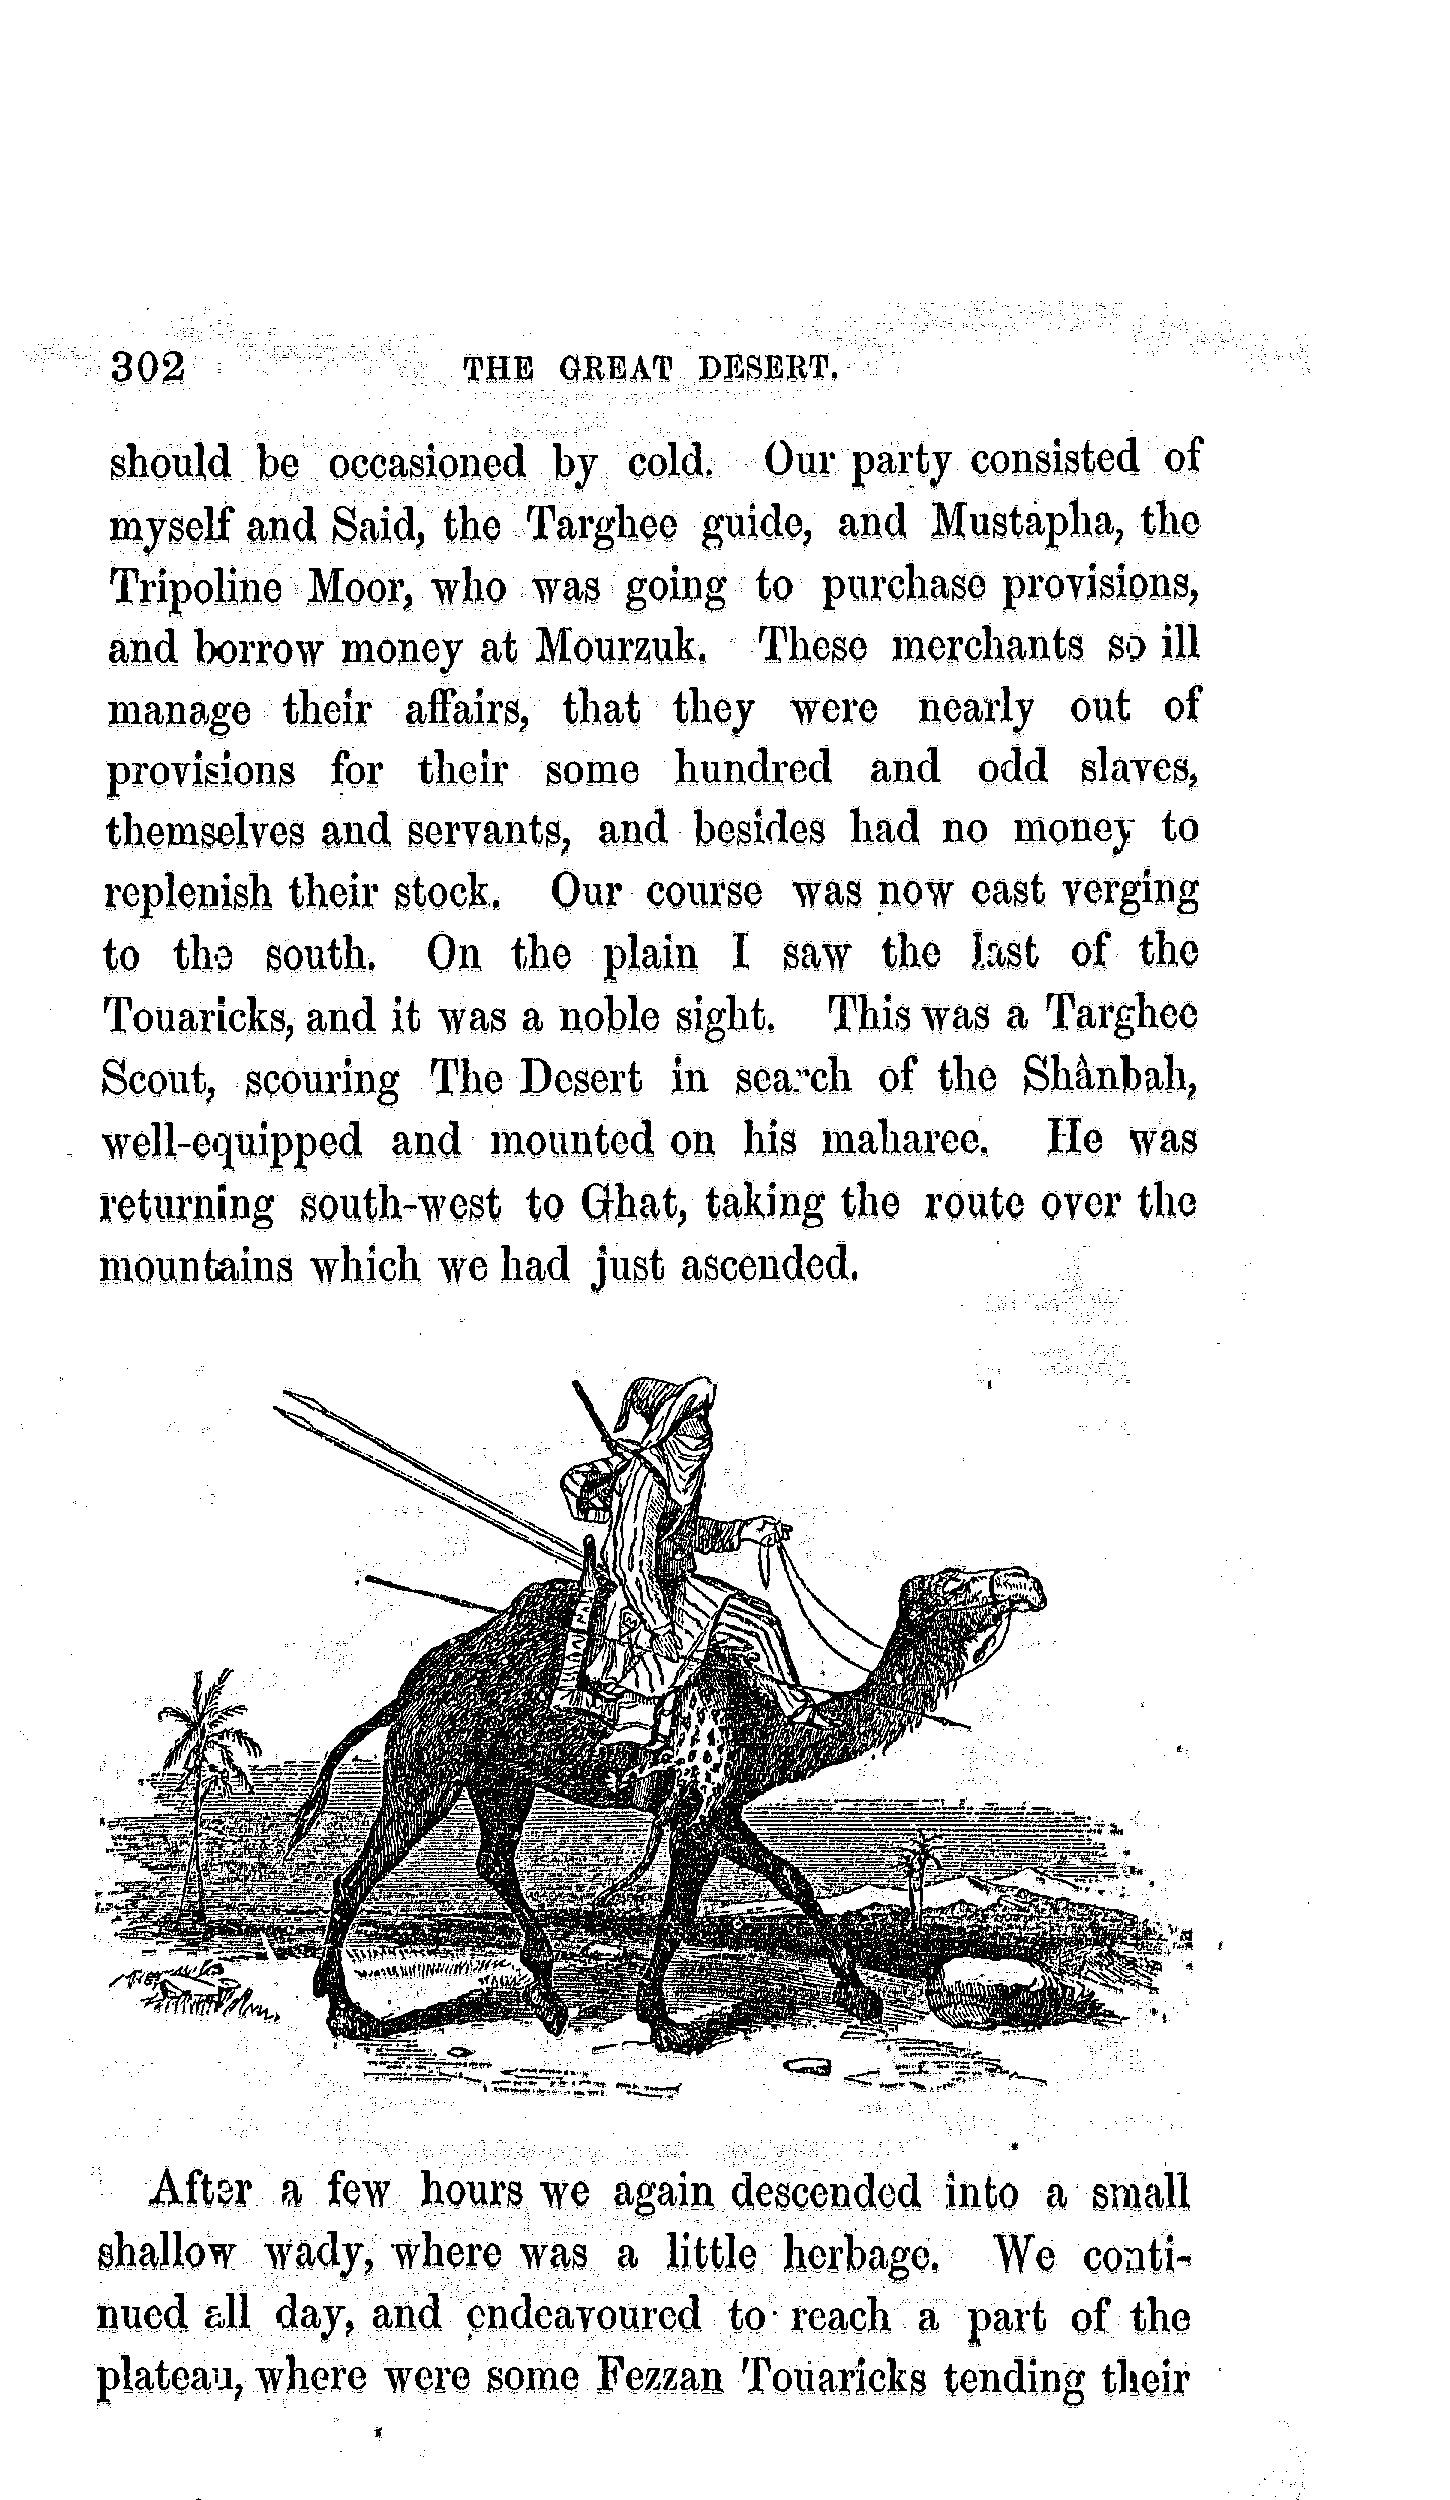 302 THE GREAT DESERT.
should be occasioned by cold. Our party consisted of
myself and Said, the Targhee guide, and Mustapha, the
Tripoline Moor, who was going to purchase provisions,
and borrow money at Mourzuk. These merchants so ill
manage their affairs, that they were nearly out of
provisions for their some hundred and odd slaves,
themselves and servants, and besides had no money to
replenish their stock. Our course was now east verging
to the south. On the plain I saw the last of the
Touaricks, and it was a noble sight. This was a Targhee
Scout, scouring The Desert in search of the Shânbah,
well-equipped and mounted on his maharee. He was
returning south-west to Ghat, taking the route over the
mountains which we had just ascended.
After a few hours we again descended into a small
shallow wady, where was a little herbage. We conti-
nued all day, and endeavoured to reach a part of the
plateau, where were some Fezzan Touaricks tending their